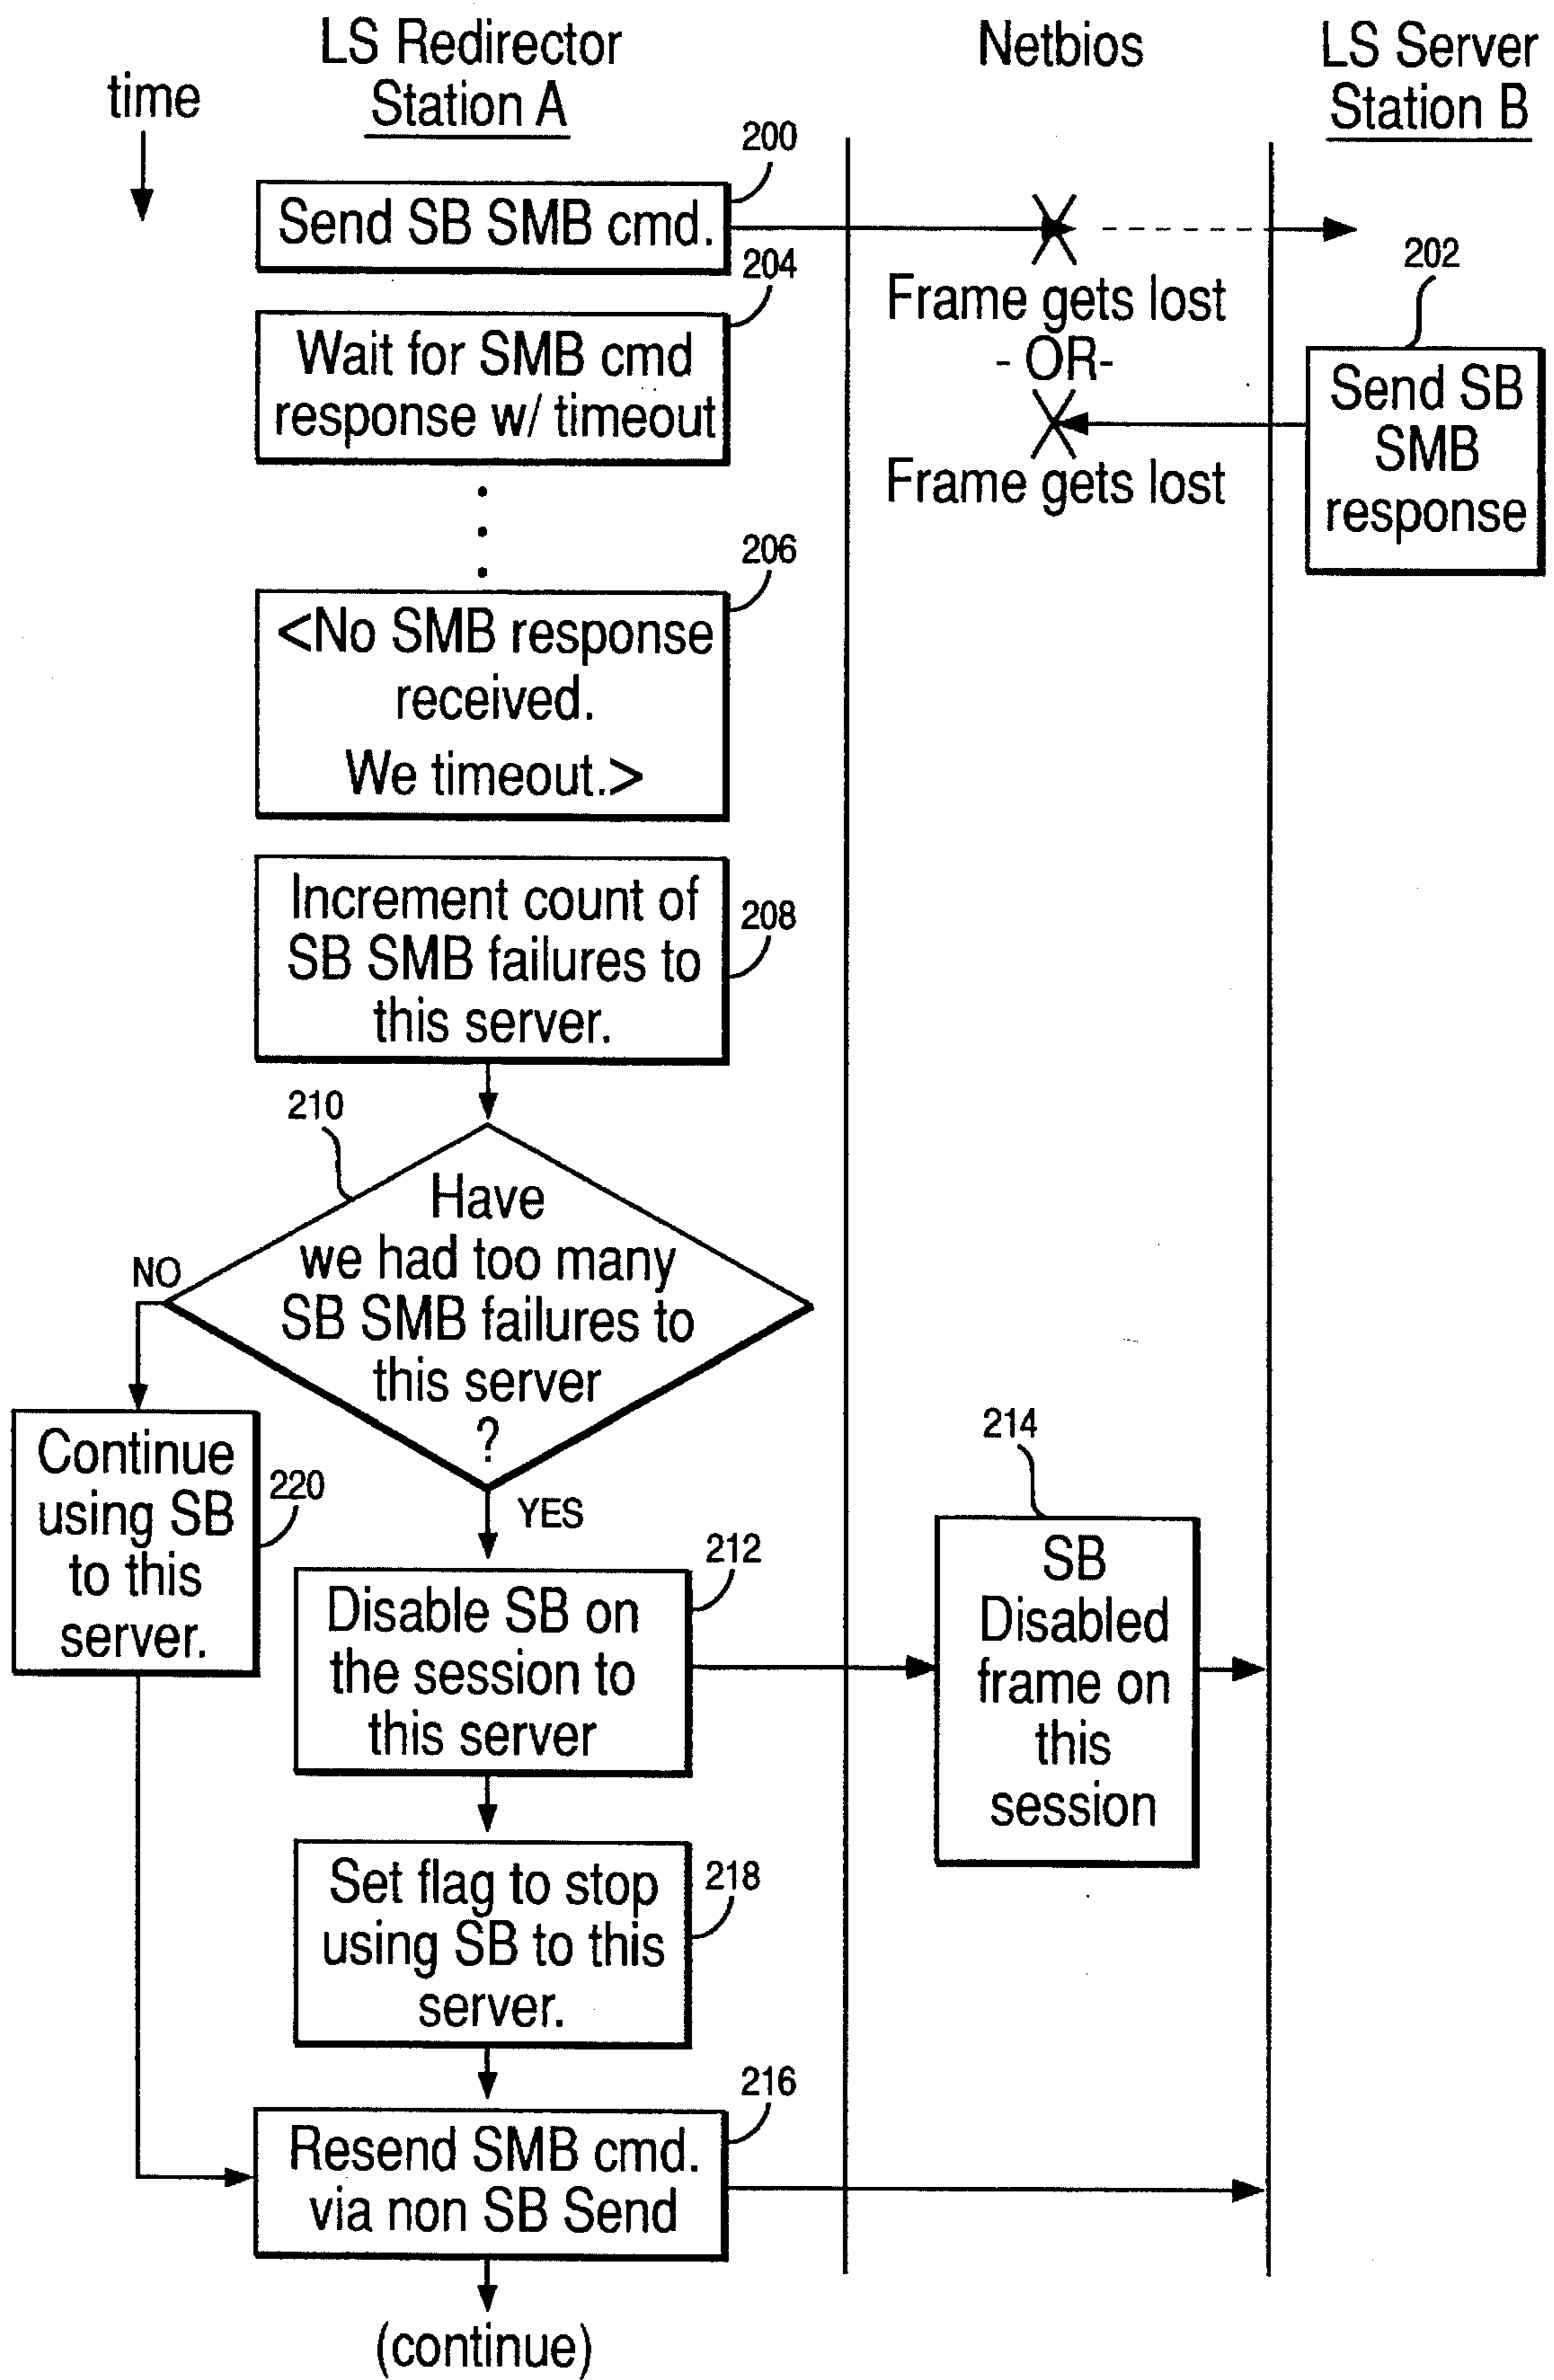 time
LS Redirector
Station A
Netbios
LS Server
Station B
200
Send SB SMB cmd.
204
Wait for SMB cmd
response w/ timeout
Frame gets lost
- OR-
Frame gets lost
202
Send SB
SMB
response
206
<No SMB response
received.
We timeout.>
Increment count of
SB SMB failures to
this server.
208
210
Have
we had too many
SB SMB failures to
this server
?
NO
YES
Continue
using SB
to this
server.
220
212
Disable SB on
the session to
this server
214
SB
Disabled
frame on
this
session
Set flag to stop
using SB to this
server.
218
216
Resend SMB cmd.
via non SB Send
(continue)